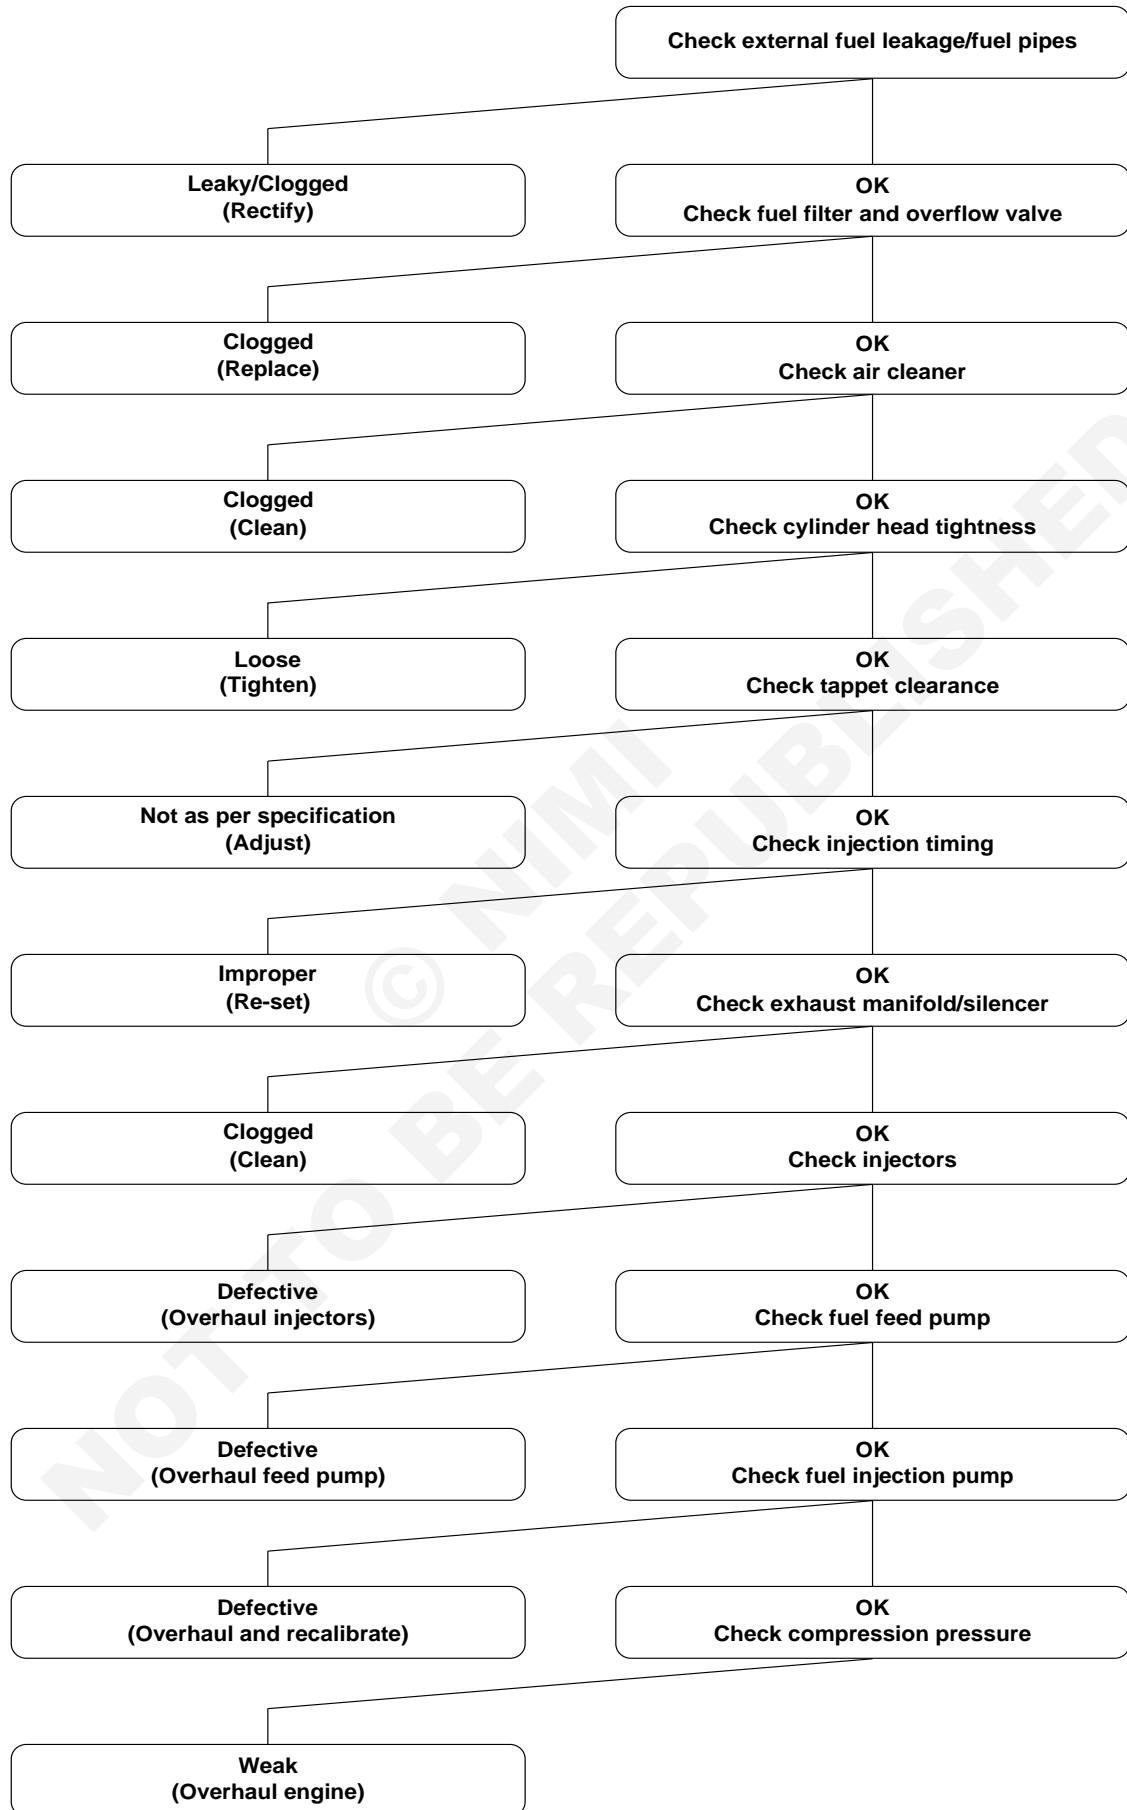 Check external fuel leakage/fuel pipes
Leaky/Clogged
(Rectify)
OK
Check fuel filter and overflow valve
Clogged
(Replace)
OK
Check air cleaner
Clogged
(Clean)
OK
Check cylinder head tightness
Loose
(Tighten)
OK
Check tappet clearance
Not as per specification
(Adjust)
OK
Check injection timing
Improper
(Re-set)
OK
Check exhaust manifold/silencer
Clogged
(Clean)
OK
Check injectors
Defective
(Overhaul injectors)
OK
Check fuel feed pump
Defective
(Overhaul feed pump)
OK
Check fuel injection pump
Defective
(Overhaul and recalibrate)
OK
Check compression pressure
Weak
(Overhaul engine)
© NIMI
NOT TO BE REPUBLISHED